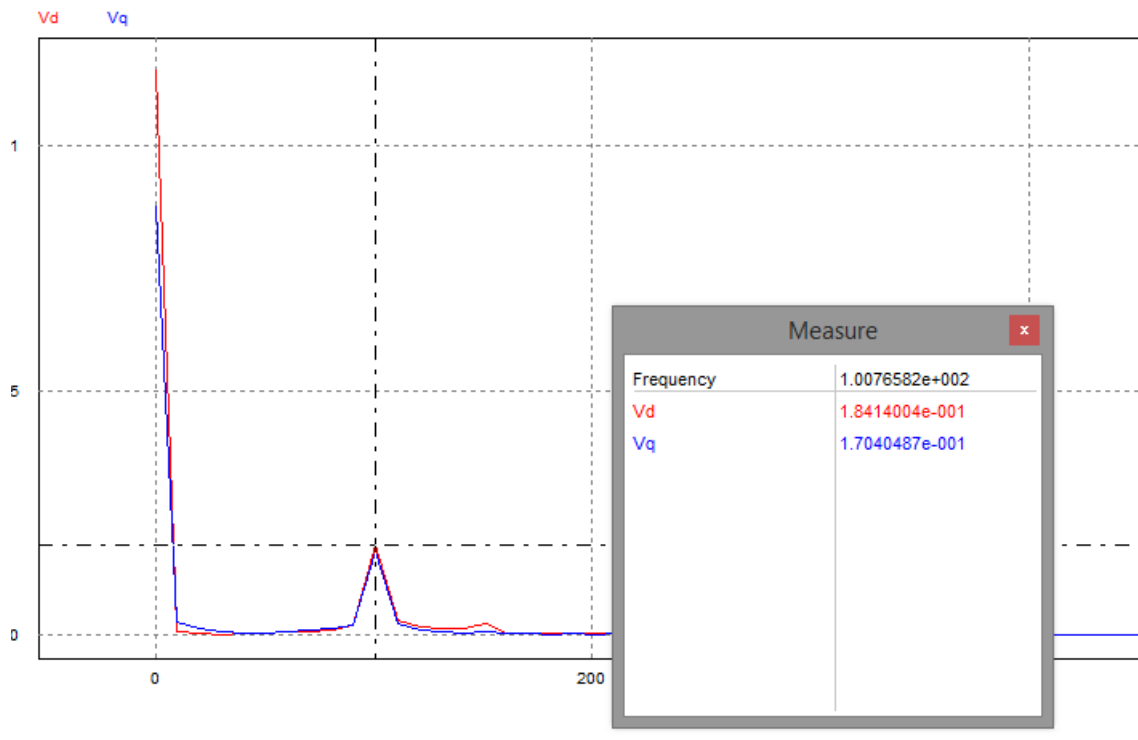 Vd Vq
1
5
0
0 200
Measure
x
Frequency 1.0076582e+002
Vd 1.8414004e-001
Vq 1.7040487e-001